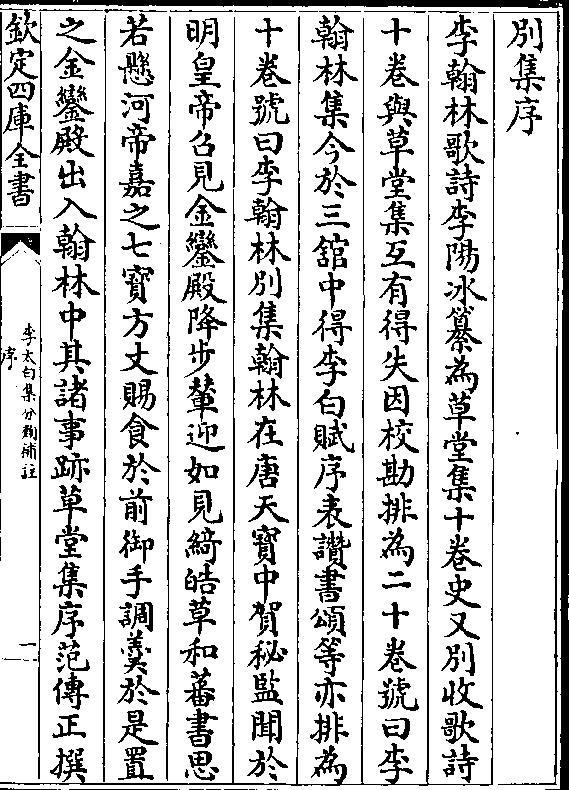 別集序
李翰林歌詩李陽冰纂為草堂集十卷史又別收歌詩
十卷與草堂集互有得失因校勘排為二十卷號曰李
翰林集今於三舘中得李白賦序表讚書頌等亦排為
十卷號曰李翰林別集翰林在唐天寳中賀秘監聞於
明皇帝召見金鑾殿降步輦迎如見綺皓草和蕃書思
若懸河帝嘉之七寳方丈賜食於前御手調羮於是置
之金鑾殿出入翰林中其諸事跡草堂集序范傳正撰
欽定四庫全書
李太白集分類補註
序
一